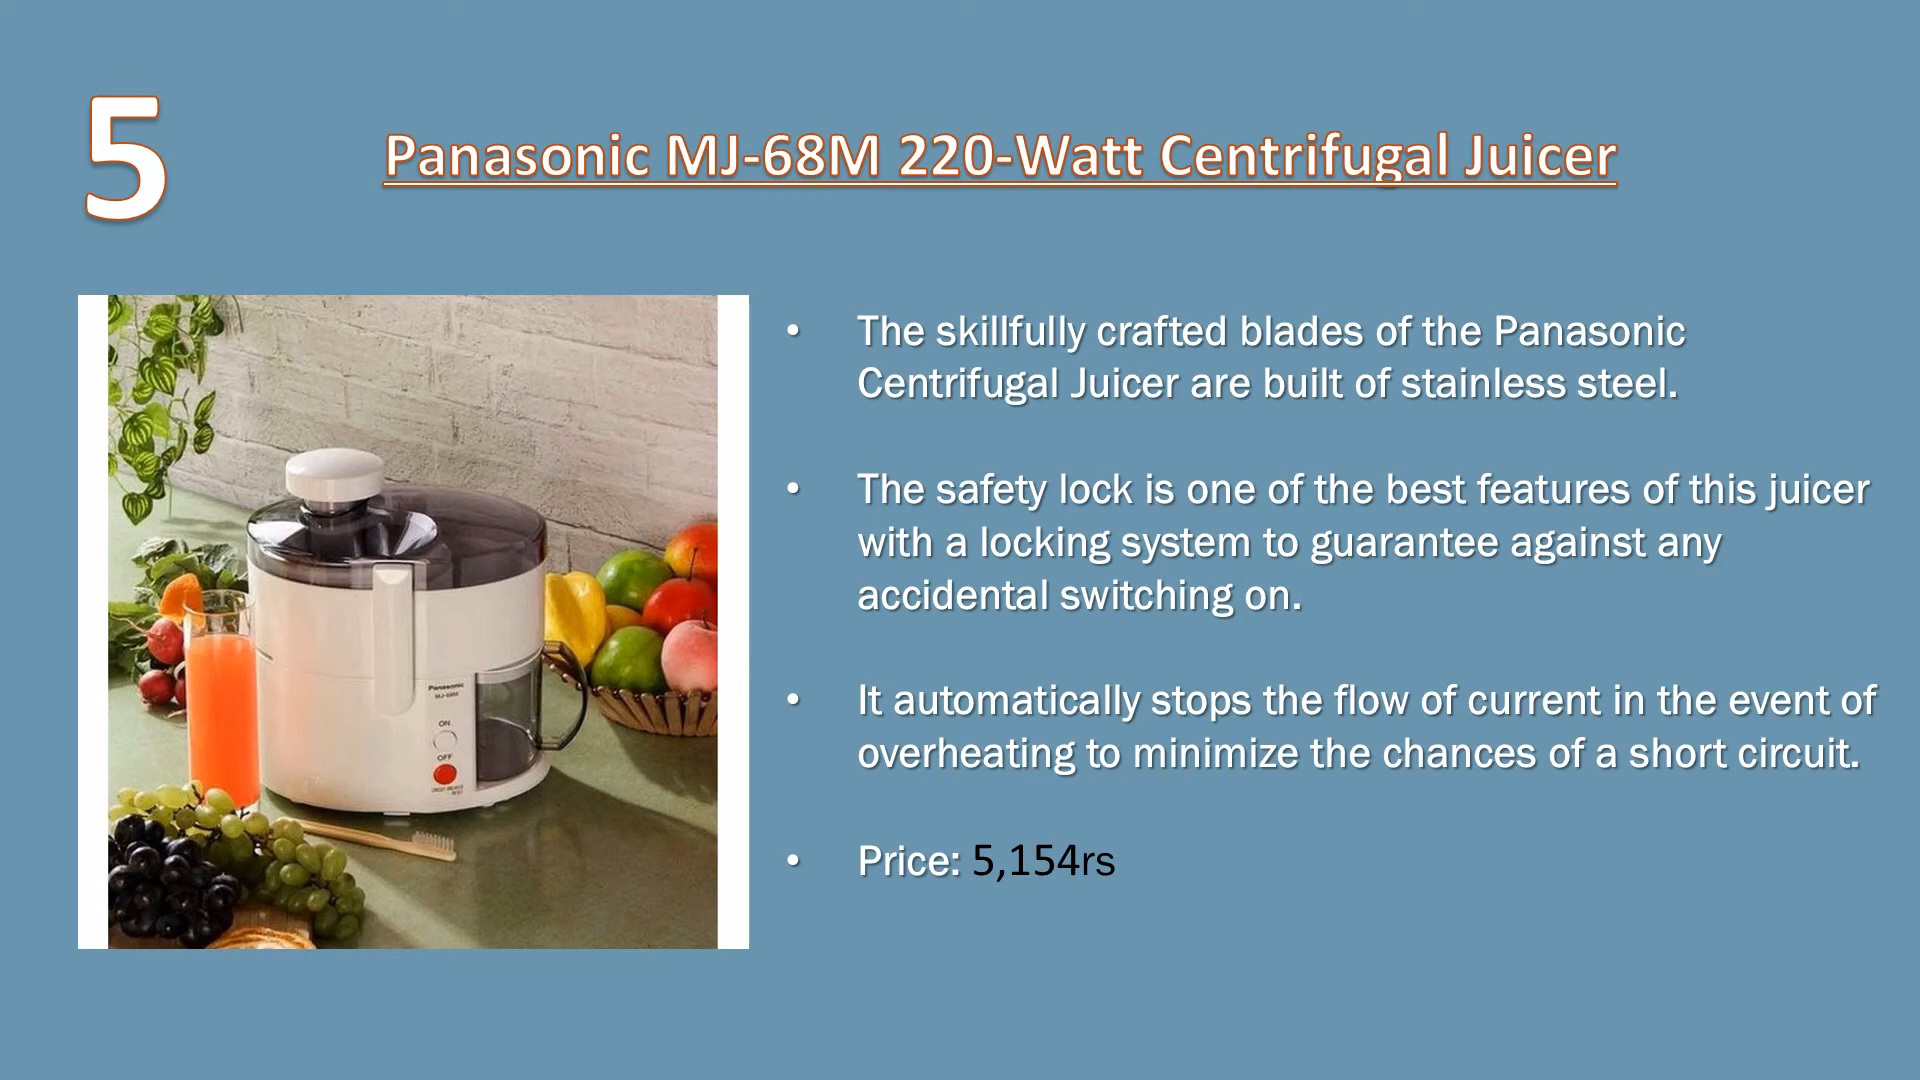 5
Panasonic MJ-68M 220-Watt Centrifugal Juicer
• The skillfully crafted blades of the Panasonic
Centrifugal Juicer are built of stainless steel.
• The safety lock is one of the best features of this juicer
with a locking system to guarantee against any
accidental switching on.
• It automatically stops the flow of current in the event of
overheating to minimize the chances of a short circuit.
• Price: 5,154rs
Panasonic
MJ-68M
ON
OFF